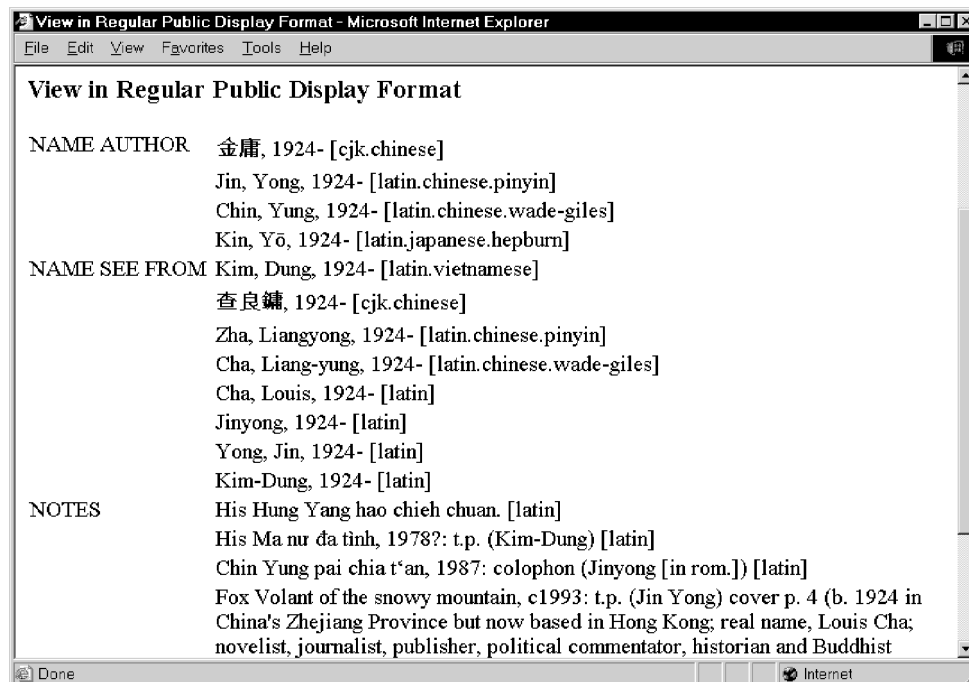 View in Regular Public Display Format - Microsoft Internet Explorer
File Edit View Favorites Tools Help
View in Regular Public Display Format
NAME AUTHOR 金庸, 1924- [cjk.chinese]
Jin, Yong, 1924- [latin.chinese.pinyin]
Chin, Yung, 1924- [latin.chinese.wade-giles]
Kin, Yō, 1924- [latin.japanese.hepburn]
NAME SEE FROM Kim, Dung, 1924- [latin.vietnamese]
查良鏞, 1924- [cjk.chinese]
Zha, Liangyong, 1924- [latin.chinese.pinyin]
Cha, Liang-yung, 1924- [latin.chinese.wade-giles]
Cha, Louis, 1924- [latin]
Jinyong, 1924- [latin]
Yong, Jin, 1924- [latin]
Kim-Dung, 1924- [latin]
NOTES His Hung Yang hao chieh chuan. [latin]
His Ma nư đa tình, 1978?: t.p. (Kim-Dung) [latin]
Chin Yung pai chia t‘an, 1987: colophon (Jinyong [in rom.]) [latin]
Fox Volant of the snowy mountain, c1993: t.p. (Jin Yong) cover p. 4 (b. 1924 in
China's Zhejiang Province but now based in Hong Kong; real name, Louis Cha;
novelist, journalist, publisher, political commentator, historian and Buddhist
Done Internet